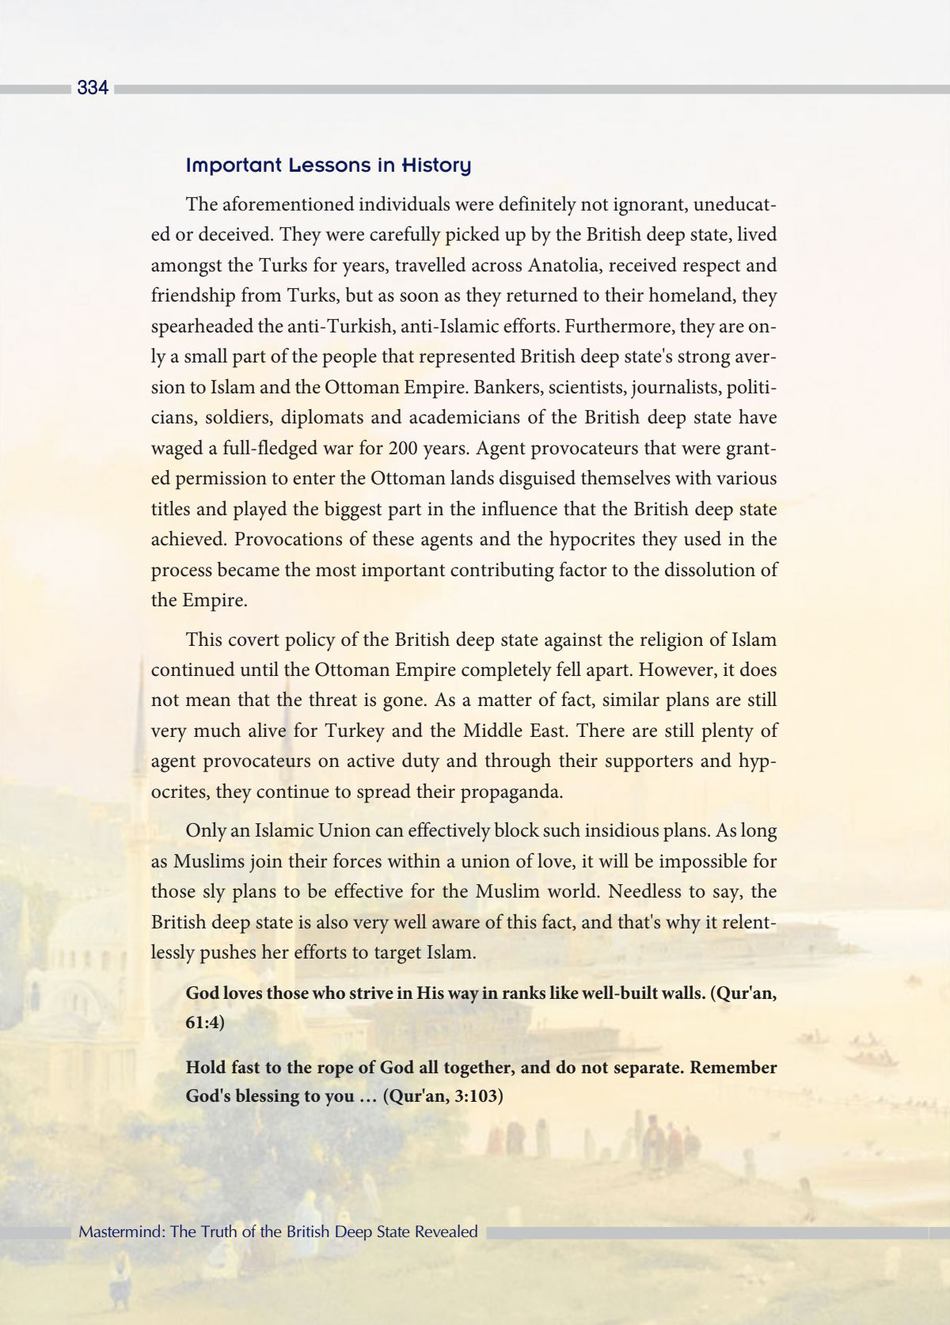 334
Important Lessons in History
The aforementioned individuals were definitely not ignorant, uneducat-
ed or deceived. They were carefully picked up by the British deep state, lived
amongst the Turks for years, travelled across Anatolia, received respect and
friendship from Turks, but as soon as they returned to their homeland, they
spearheaded the anti-Turkish, anti-Islamic efforts. Furthermore, they are on-
ly a small part of the people that represented British deep state's strong aver-
sion to Islam and the Ottoman Empire. Bankers, scientists, journalists, politi-
cians, soldiers, diplomats and academicians of the British deep state have
waged a full-fledged war for 200 years. Agent provocateurs that were grant-
ed permission to enter the Ottoman lands disguised themselves with various
titles and played the biggest part in the influence that the British deep state
achieved. Provocations of these agents and the hypocrites they used in the
process became the most important contributing factor to the dissolution of
the Empire.
This covert policy of the British deep state against the religion of Islam
continued until the Ottoman Empire completely fell apart. However, it does
not mean that the threat is gone. As a matter of fact, similar plans are still
very much alive for Turkey and the Middle East. There are still plenty of
agent provocateurs on active duty and through their supporters and hyp-
ocrites, they continue to spread their propaganda.
Only an Islamic Union can effectively block such insidious plans. As long
as Muslims join their forces within a union of love, it will be impossible for
those sly plans to be effective for the Muslim world. Needless to say, the
British deep state is also very well aware of this fact, and that's why it relent-
lessly pushes her efforts to target Islam.
God loves those who strive in His way in ranks like well-built walls. (Qur'an,
61:4)
Hold fast to the rope of God all together, and do not separate. Remember
God's blessing to you … (Qur'an, 3:103)
Mastermind: The Truth of the British Deep State Revealed